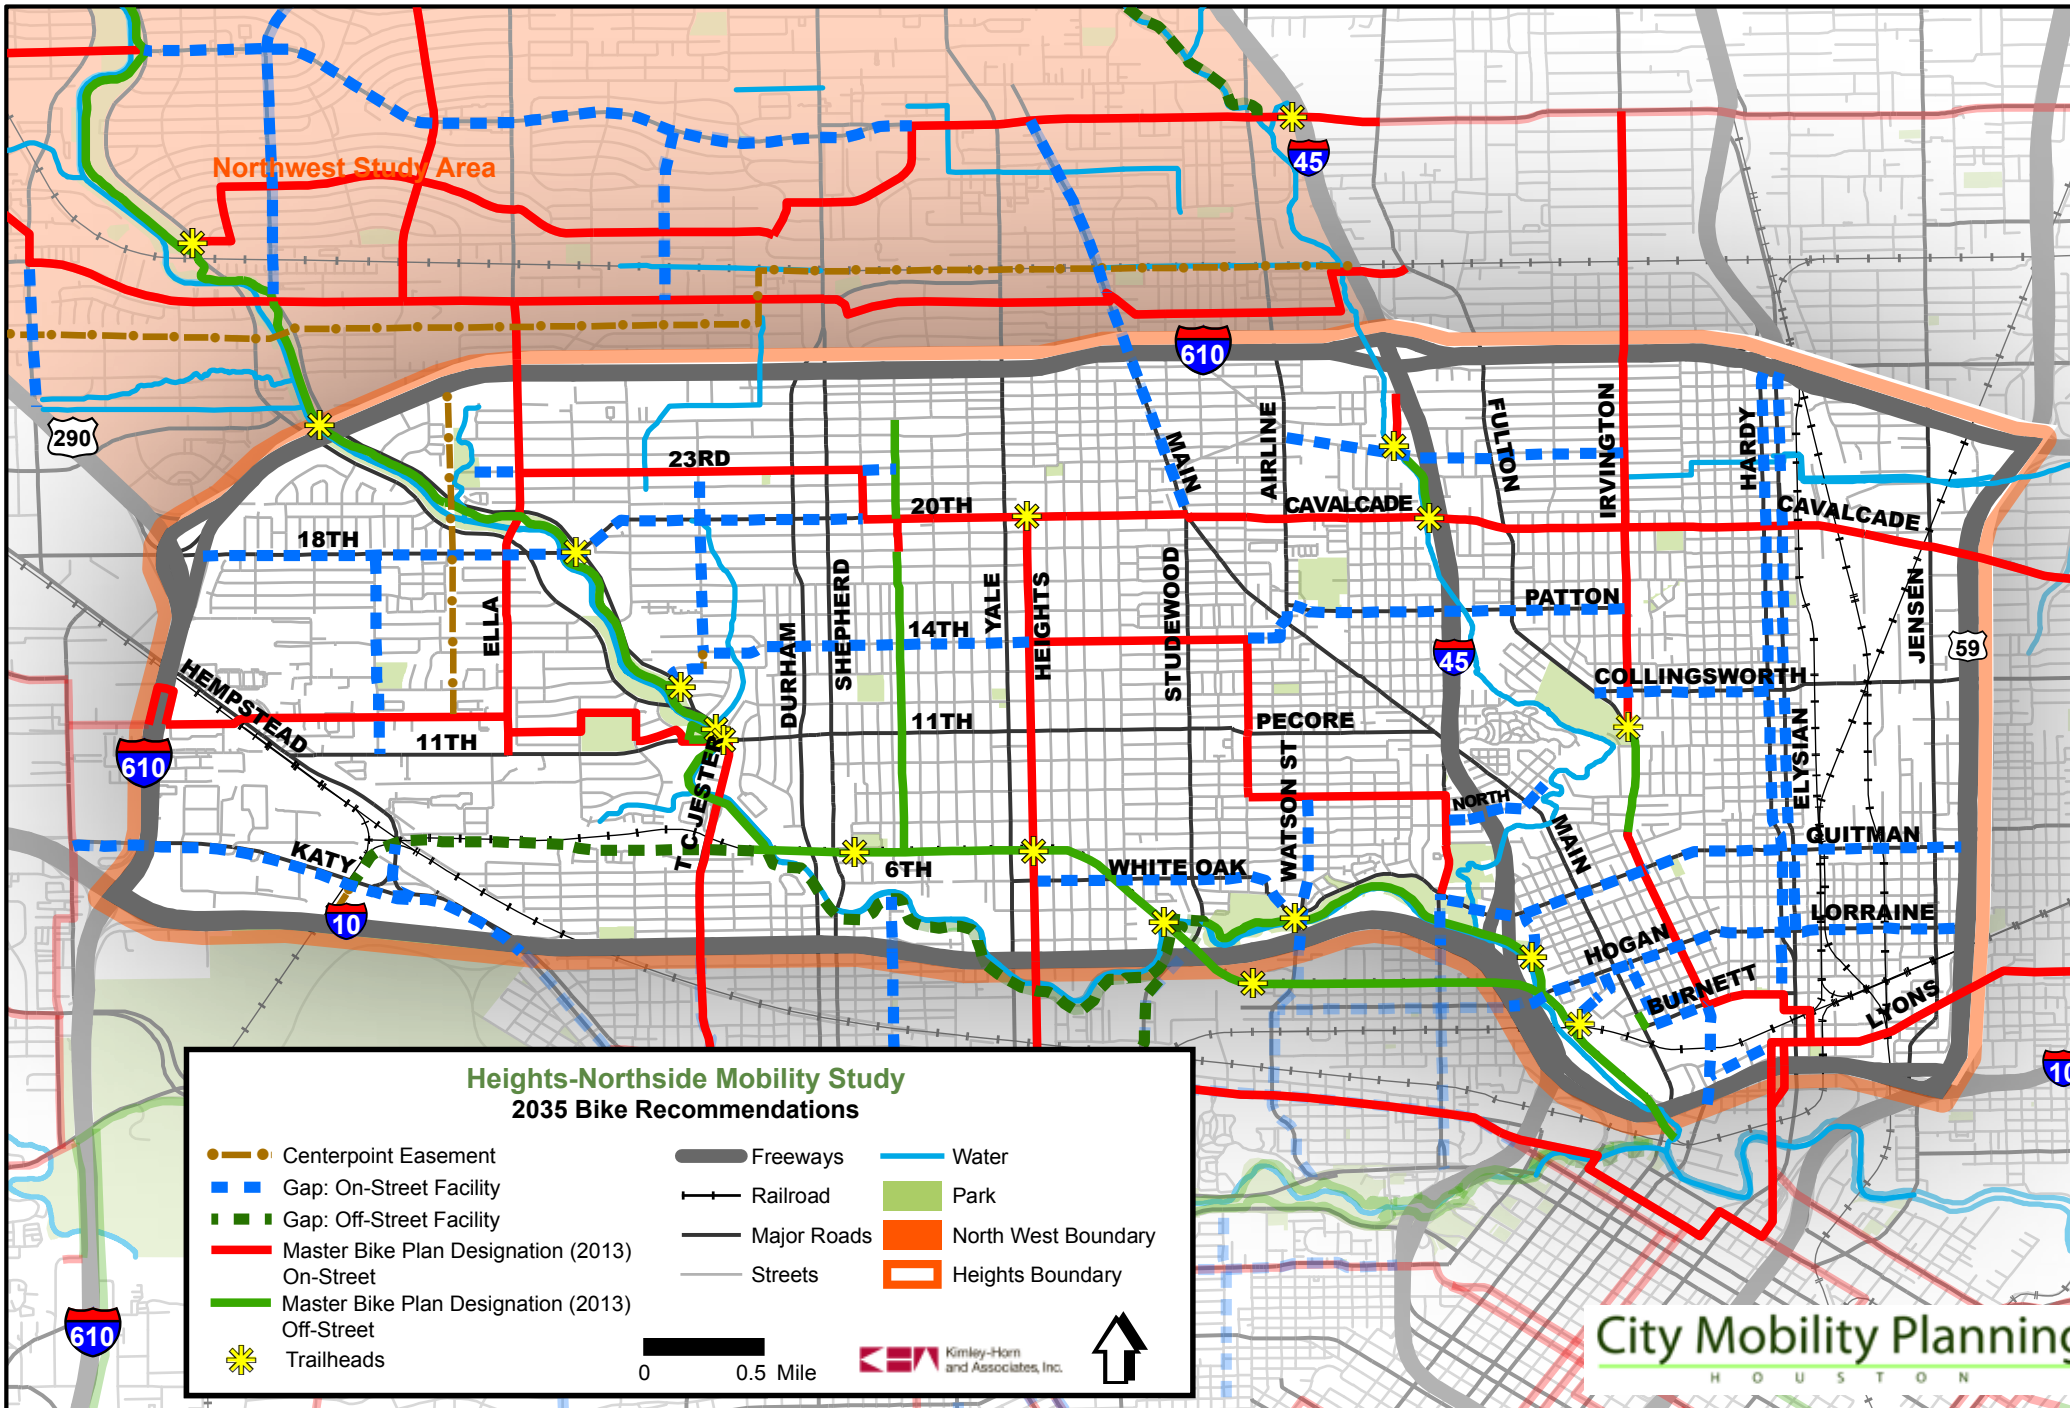 Northwest Study Area
45
610
290
23RD
MAIN
AIRLINE
FULTON
IRVINGTON
HARDY
20TH
CAVALCADE
CAVALCADE
18TH
ELLA
SHEPHERD
YALE
HEIGHTS
STUDEWOOD
PATTON
JENSEN
14TH
DURHAM
45
59
HEMPSTEAD
COLLINGSWORTH
11TH
11TH
PECORE
610
T C JESTER
WATSON ST
ELYSIAN
NORTH
MAIN
QUITMAN
KATY
6TH
WHITE OAK
10
LORRAINE
HOGAN
BURNETT
LYONS
10
Heights-Northside Mobility Study
2035 Bike Recommendations
Centerpoint Easement
Gap: On-Street Facility
Gap: Off-Street Facility
Master Bike Plan Designation (2013)
On-Street
Master Bike Plan Designation (2013)
Off-Street
Trailheads
Freeways
Railroad
Major Roads
Streets
Water
Park
North West Boundary
Heights Boundary
0 0.5 Mile
Kimley-Horn
and Associates, Inc.
610
City Mobility Planning
HOUSTON